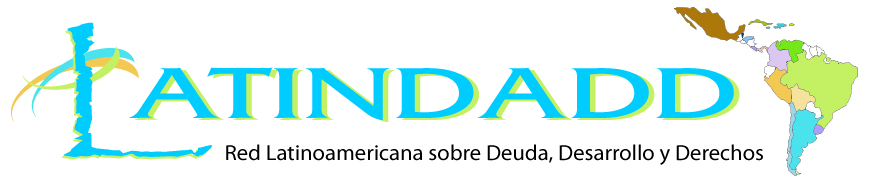 LATINDADD
Red Latinoamericana sobre Deuda, Desarrollo y Derechos